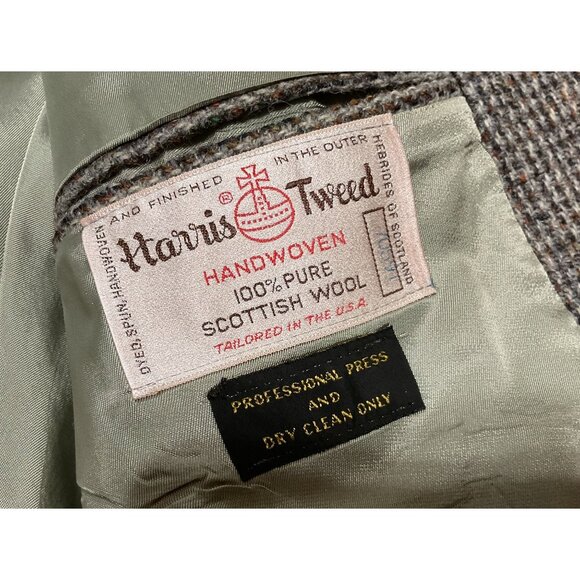 DYED, SPUN, HANDWOVEN
AND FINISHED
IN THE OUTER
HEBRIDES OF SCOTLAND
Harris ® Tweed
HANDWOVEN
100% PURE
SCOTTISH WOOL
TAILORED IN THE U.S.A.
PROFESSIONAL PRESS
AND
DRY CLEAN ONLY